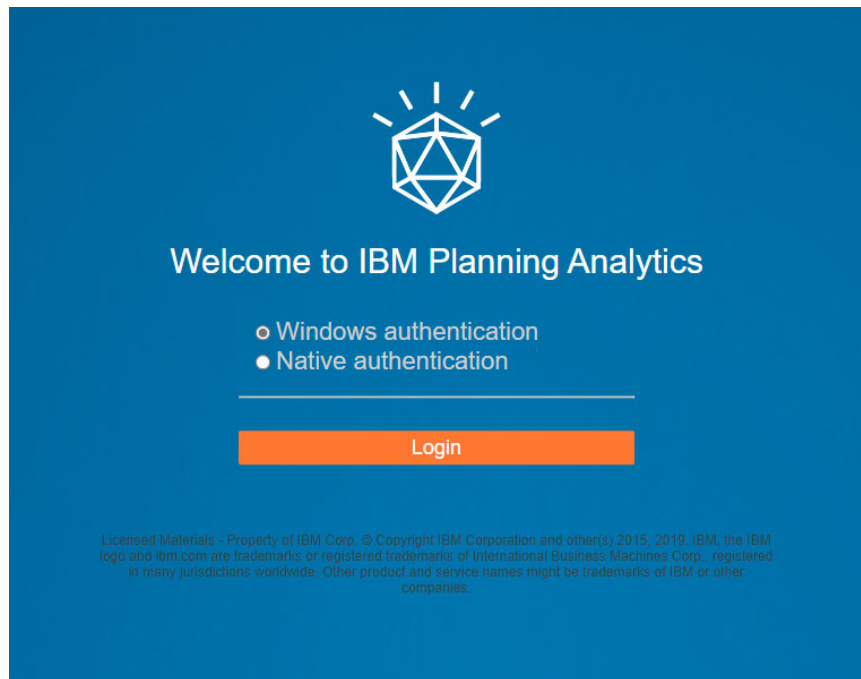 Welcome to IBM Planning Analytics
Windows authentication
Native authentication
Login
Licensed Materials - Property of IBM Corp. © Copyright IBM Corporation and other(s) 2015, 2019. IBM, the IBM
logo and ibm.com are trademarks or registered trademarks of International Business Machines Corp., registered
in many jurisdictions worldwide. Other product and service names might be trademarks of IBM or other
companies.